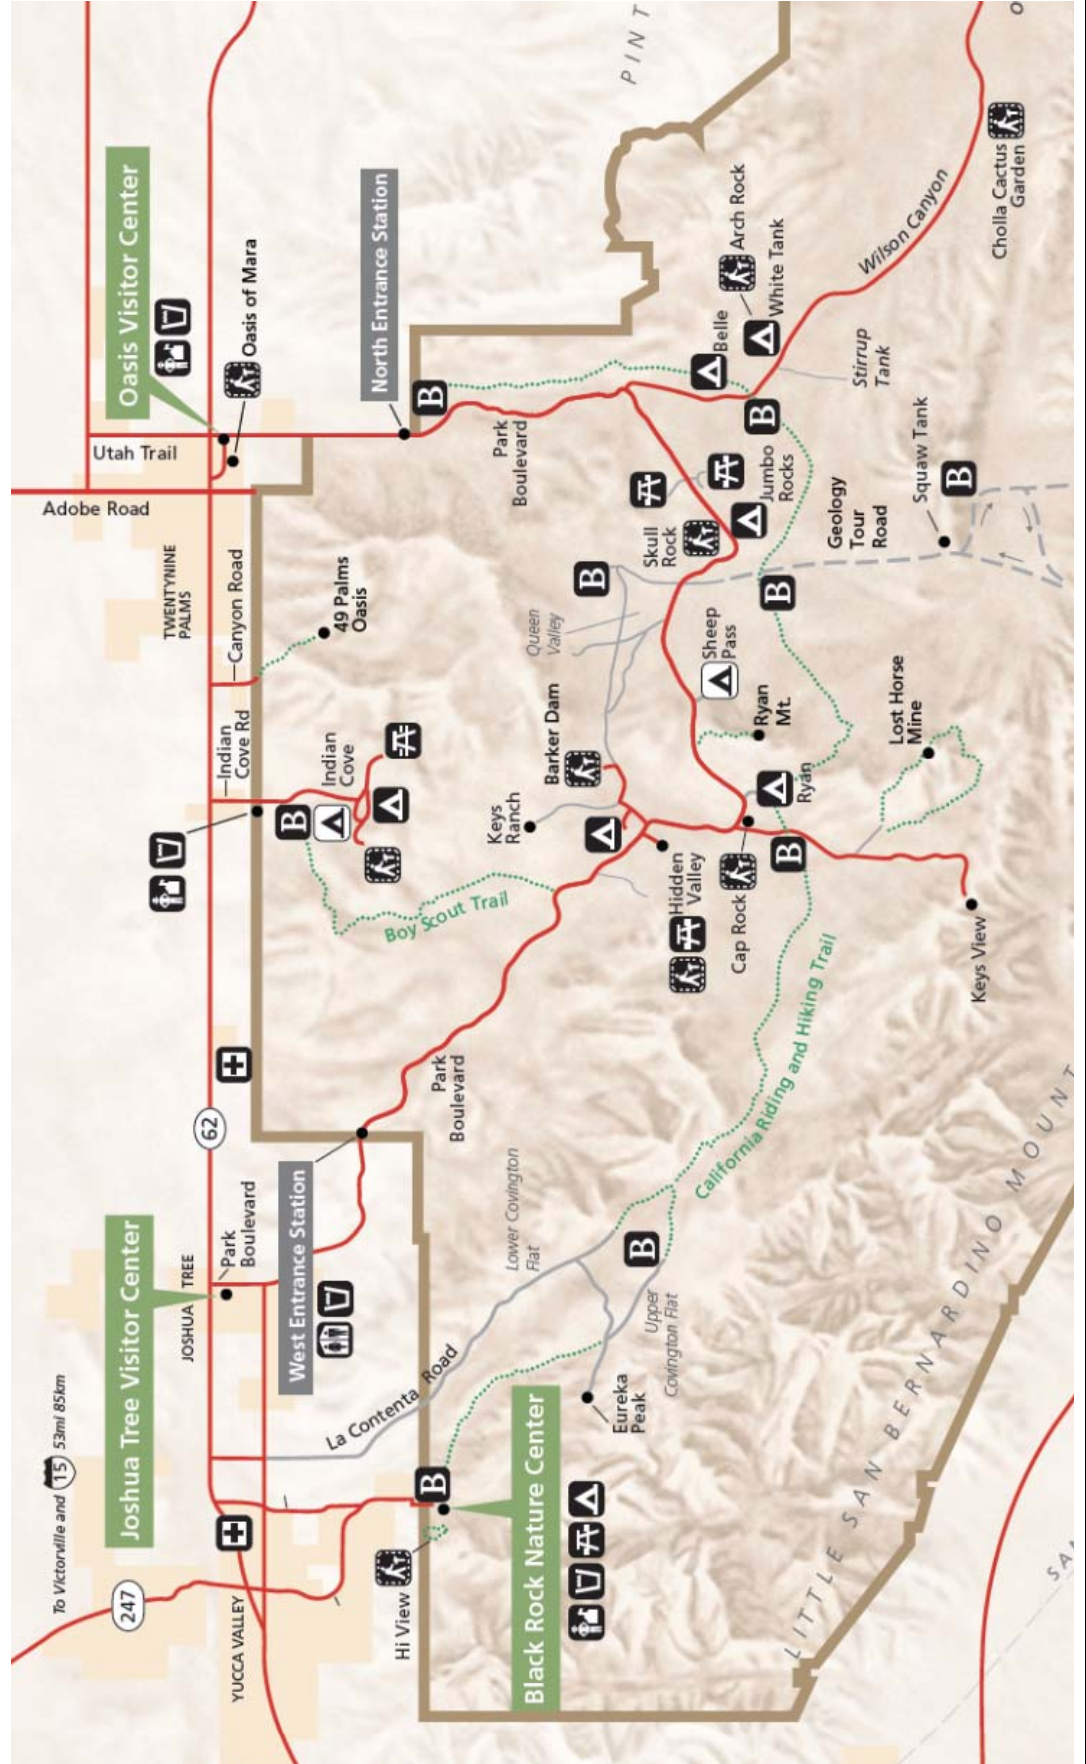 To Victorville and 15 53mi 85km
247
Joshua Tree Visitor Center
Oasis Visitor Center
Adobe Road
Utah Trail
TWENTYNINE
PALMS
JOSHUA TREE
62
YUCCA VALLEY
Park
Boulevard
Indian
Cove Rd
Canyon Road
Oasis of Mara
West Entrance Station
North Entrance Station
49 Palms
Oasis
Indian
Cove
B
La Contenta Road
Hi View
Boy Scout Trail
B
B
Park
Boulevard
Park
Boulevard
Black Rock Nature Center
Lower Covington
Flat
Keys
Ranch
Barker Dam
Queen
Valley
B
Eureka
Peak
Upper
Covington Flat
B
Hidden
Valley
Skull
Rock
PINT
Cap Rock
Sheep
Pass
Ryan
Mt.
Belle
Arch Rock
White Tank
Jumbo
Rocks
B
B
B
Ryan
California Riding and Hiking Trail
Geology
Tour
Road
Stirrup
Tank
Wilson Canyon
Lost Horse
Mine
Squaw Tank
B
Keys View
Cholla Cactus
Garden
O
LITTLE SAN BERNARDINO MOUNT
SA